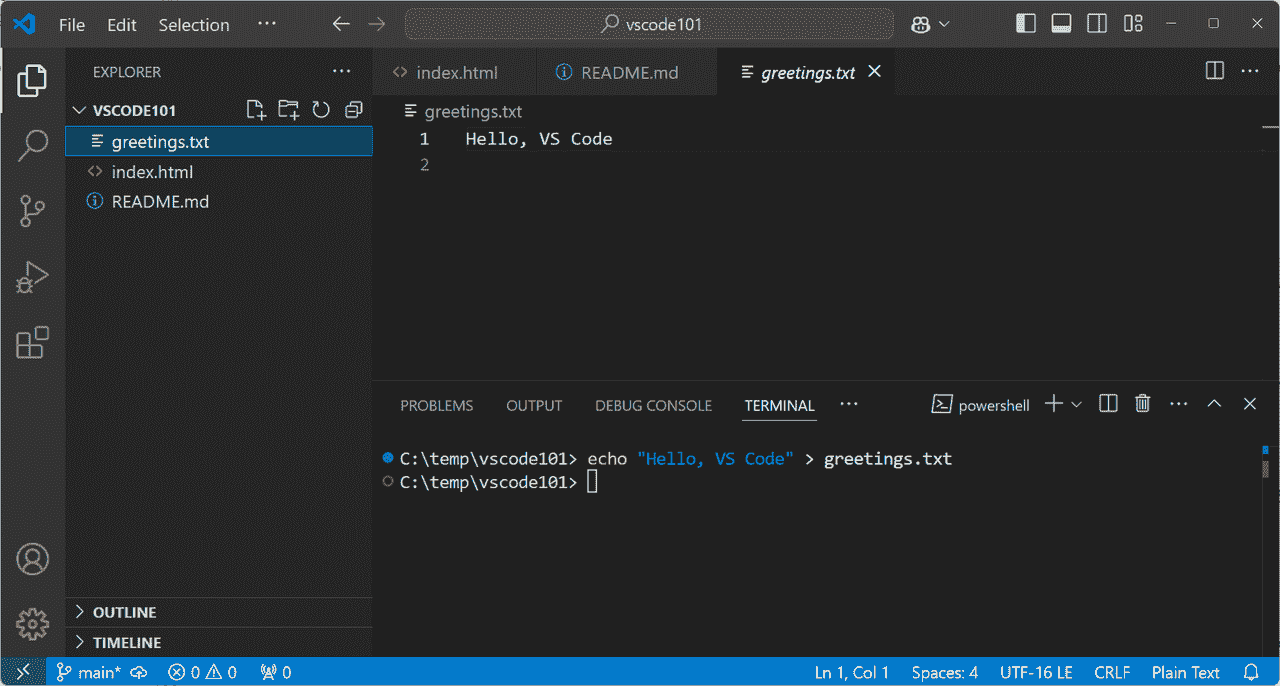 File Edit Selection ··· vscode101
EXPLORER ···
index.html README.md greetings.txt ···
VSCODE101
greetings.txt
index.html
README.md
greetings.txt
1 Hello, VS Code
2
PROBLEMS OUTPUT DEBUG CONSOLE TERMINAL ··· powershell ···
C:\temp\vscode101> echo "Hello, VS Code" > greetings.txt
C:\temp\vscode101>
OUTLINE
TIMELINE
main* 0 0 0 Ln 1, Col 1 Spaces: 4 UTF-16 LE CRLF Plain Text